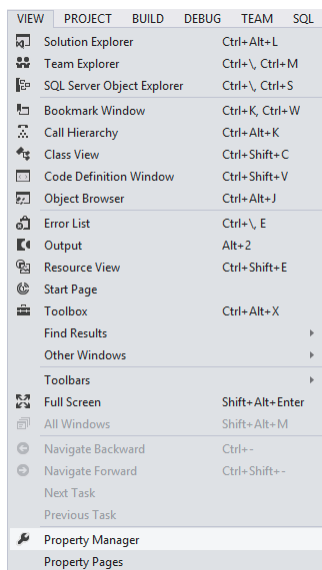 VIEW PROJECT BUILD DEBUG TEAM SQL
Solution Explorer Ctrl+Alt+L
Team Explorer Ctrl+\, Ctrl+M
SQL Server Object Explorer Ctrl+\, Ctrl+S
Bookmark Window Ctrl+K, Ctrl+W
Call Hierarchy Ctrl+Alt+K
Class View Ctrl+Shift+C
Code Definition Window Ctrl+Shift+V
Object Browser Ctrl+Alt+J
Error List Ctrl+\, E
Output Alt+2
Resource View Ctrl+Shift+E
Start Page
Toolbox Ctrl+Alt+X
Find Results
Other Windows
Toolbars
Full Screen Shift+Alt+Enter
All Windows Shift+Alt+M
Navigate Backward Ctrl+-
Navigate Forward Ctrl+Shift+-
Next Task
Previous Task
Property Manager
Property Pages